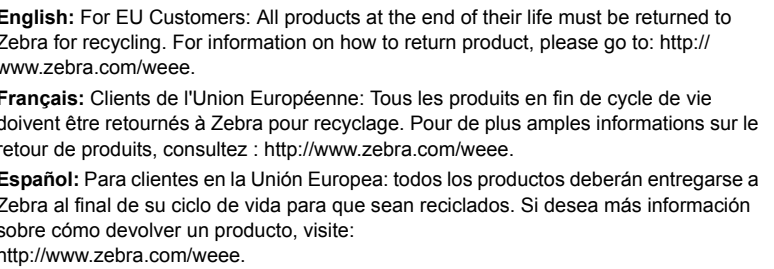 English: For EU Customers: All products at the end of their life must be returned to
Zebra for recycling. For information on how to return product, please go to: http://
www.zebra.com/weee.
Français: Clients de l'Union Européenne: Tous les produits en fin de cycle de vie
doivent être retournés à Zebra pour recyclage. Pour de plus amples informations sur le
retour de produits, consultez : http://www.zebra.com/weee.
Español: Para clientes en la Unión Europea: todos los productos deberán entregarse a
Zebra al final de su ciclo de vida para que sean reciclados. Si desea más información
sobre cómo devolver un producto, visite:
http://www.zebra.com/weee.